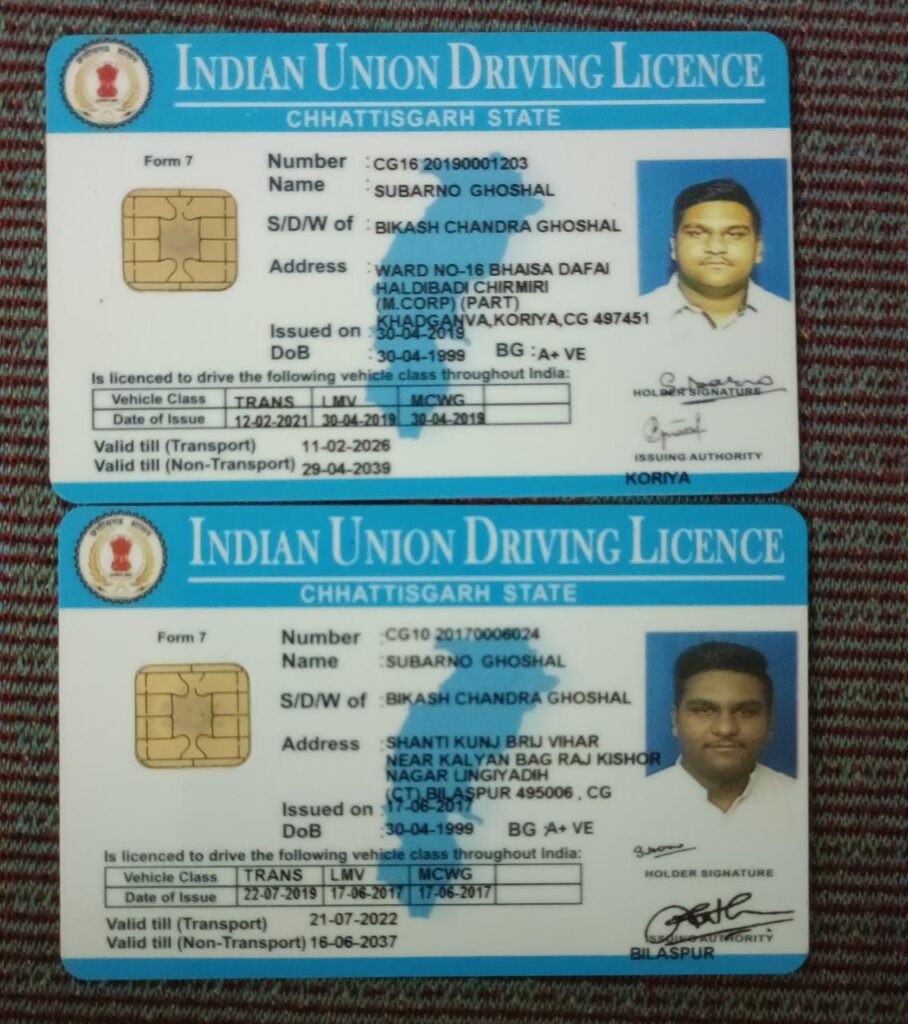 INDIAN UNION DRIVING LICENCE
CHHATTISGARH STATE
Form 7
Number : CG16 20190001203
Name : SUBARNO GHOSHAL
S/D/W of : BIKASH CHANDRA GHOSHAL
Address : WARD NO-16 BHAISA DAFAI
HALDIBADI CHIRMIRI
(M.CORP) (PART)
KHADGANVA,KORIYA,CG 497451
Issued on : 30-04-2019
DoB : 30-04-1999 BG : A+ VE
Is licenced to drive the following vehicle class throughout India:
Vehicle Class TRANS LMV MCWG
Date of Issue 12-02-2021 30-04-2019 30-04-2019
Valid till (Transport) 11-02-2026
Valid till (Non-Transport) 29-04-2039
HOLDER SIGNATURE
ISSUING AUTHORITY
KORIYA
INDIAN UNION DRIVING LICENCE
CHHATTISGARH STATE
Form 7
Number : CG10 20170006024
Name : SUBARNO GHOSHAL
S/D/W of : BIKASH CHANDRA GHOSHAL
Address : SHANTI KUNJ BRIJ VIHAR
NEAR KALYAN BAG RAJ KISHOR
NAGAR LINGIYADIH
(CT) BILASPUR 495006 , CG
Issued on : 17-06-2017
DoB : 30-04-1999 BG : A+ VE
Is licenced to drive the following vehicle class throughout India:
Vehicle Class TRANS LMV MCWG
Date of Issue 22-07-2019 17-06-2017 17-06-2017
Valid till (Transport) 21-07-2022
Valid till (Non-Transport) 16-06-2037
HOLDER SIGNATURE
ISSUING AUTHORITY
BILASPUR